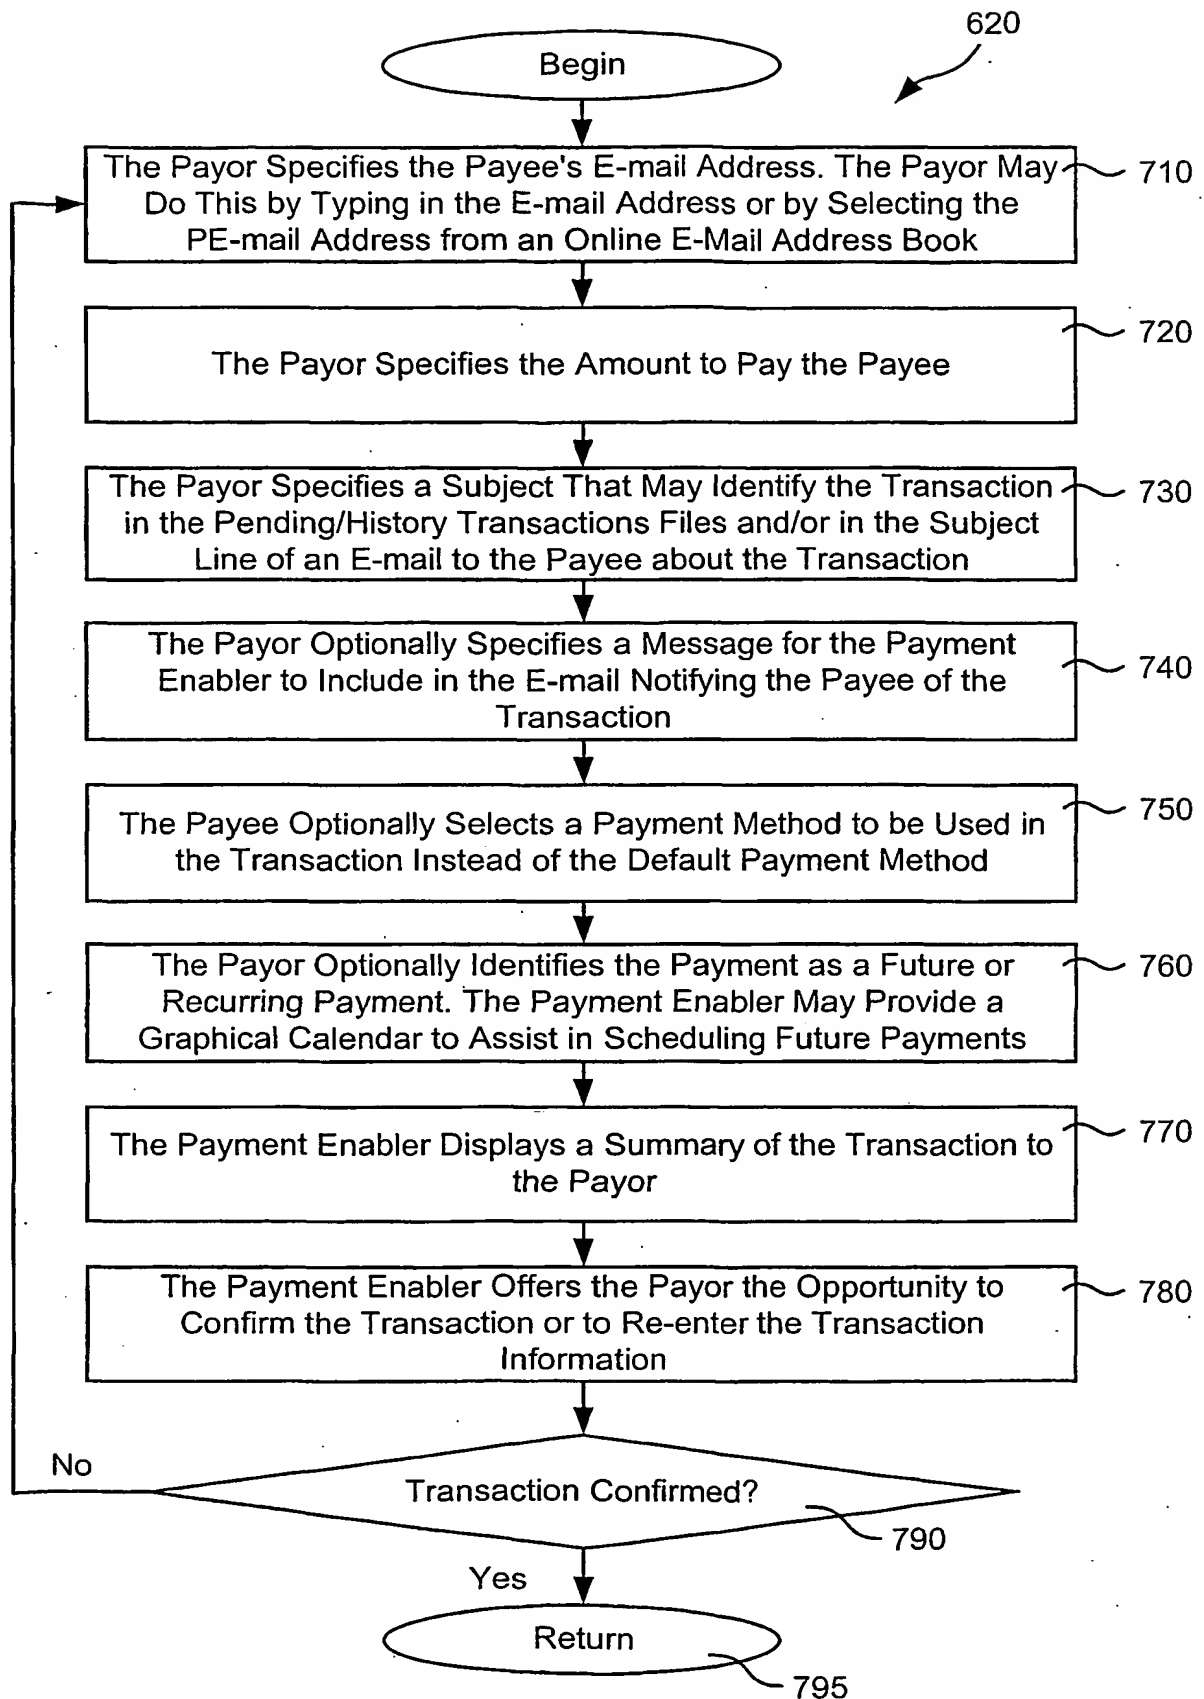 620
Begin
The Payor Specifies the Payee's E-mail Address. The Payor May
Do This by Typing in the E-mail Address or by Selecting the
PE-mail Address from an Online E-Mail Address Book
710
The Payor Specifies the Amount to Pay the Payee
720
The Payor Specifies a Subject That May Identify the Transaction
in the Pending/History Transactions Files and/or in the Subject
Line of an E-mail to the Payee about the Transaction
730
The Payor Optionally Specifies a Message for the Payment
Enabler to Include in the E-mail Notifying the Payee of the
Transaction
740
The Payee Optionally Selects a Payment Method to be Used in
the Transaction Instead of the Default Payment Method
750
The Payor Optionally Identifies the Payment as a Future or
Recurring Payment. The Payment Enabler May Provide a
Graphical Calendar to Assist in Scheduling Future Payments
760
The Payment Enabler Displays a Summary of the Transaction to
the Payor
770
The Payment Enabler Offers the Payor the Opportunity to
Confirm the Transaction or to Re-enter the Transaction
Information
780
No
Transaction Confirmed?
790
Yes
Return
795